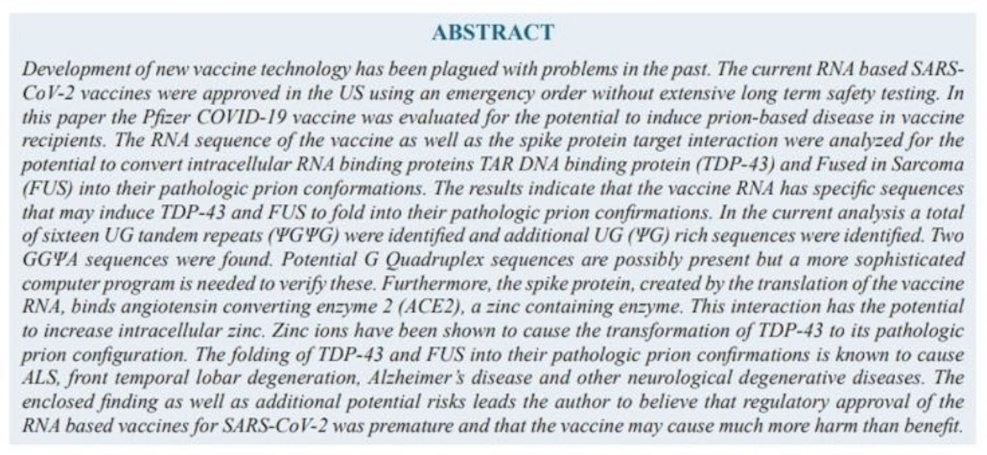 ABSTRACT
Development of new vaccine technology has been plagued with problems in the past. The current RNA based SARS-
CoV-2 vaccines were approved in the US using an emergency order without extensive long term safety testing. In
this paper the Pfizer COVID-19 vaccine was evaluated for the potential to induce prion-based disease in vaccine
recipients. The RNA sequence of the vaccine as well as the spike protein target interaction were analyzed for the
potential to convert intracellular RNA binding proteins TAR DNA binding protein (TDP-43) and Fused in Sarcoma
(FUS) into their pathologic prion conformations. The results indicate that the vaccine RNA has specific sequences
that may induce TDP-43 and FUS to fold into their pathologic prion confirmations. In the current analysis a total
of sixteen UG tandem repeats (ΨGΨG) were identified and additional UG (ΨG) rich sequences were identified. Two
GGΨA sequences were found. Potential G Quadruplex sequences are possibly present but a more sophisticated
computer program is needed to verify these. Furthermore, the spike protein, created by the translation of the vaccine
RNA, binds angiotensin converting enzyme 2 (ACE2), a zinc containing enzyme. This interaction has the potential
to increase intracellular zinc. Zinc ions have been shown to cause the transformation of TDP-43 to its pathologic
prion configuration. The folding of TDP-43 and FUS into their pathologic prion confirmations is known to cause
ALS, front temporal lobar degeneration, Alzheimer's disease and other neurological degenerative diseases. The
enclosed finding as well as additional potential risks leads the author to believe that regulatory approval of the
RNA based vaccines for SARS-CoV-2 was premature and that the vaccine may cause much more harm than benefit.